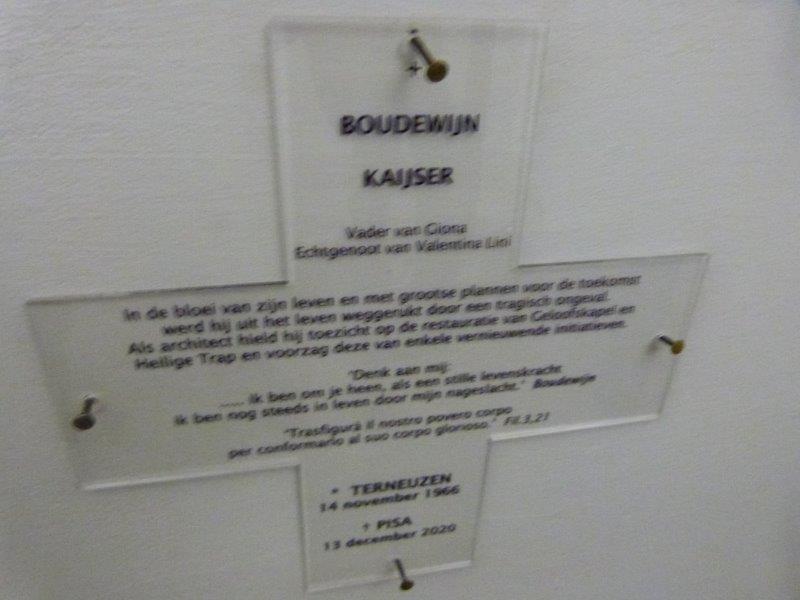 +
BOUDEWIJN
KAIJSER
Vader van Giona
Echtgenoot van Valentina Lini
In de bloei van zijn leven en met grootse plannen voor de toekomst
werd hij uit het leven weggerukt door een tragisch ongeval.
Als architect hield hij toezicht op de restauratie van Geloofskapel en
Heilige Trap en voorzag deze van enkele vernieuwende initiatieven.
"Denk aan mij:
..... Ik ben om je heen, als een stille levenskracht
Ik ben nog steeds in leven door mijn nageslacht." Boudewijn
"Trasfigurà il nostro povero corpo
per conformarlo al suo corpo glorioso." Fil.3,21
* TERNEUZEN
14 november 1966
† PISA
13 december 2020